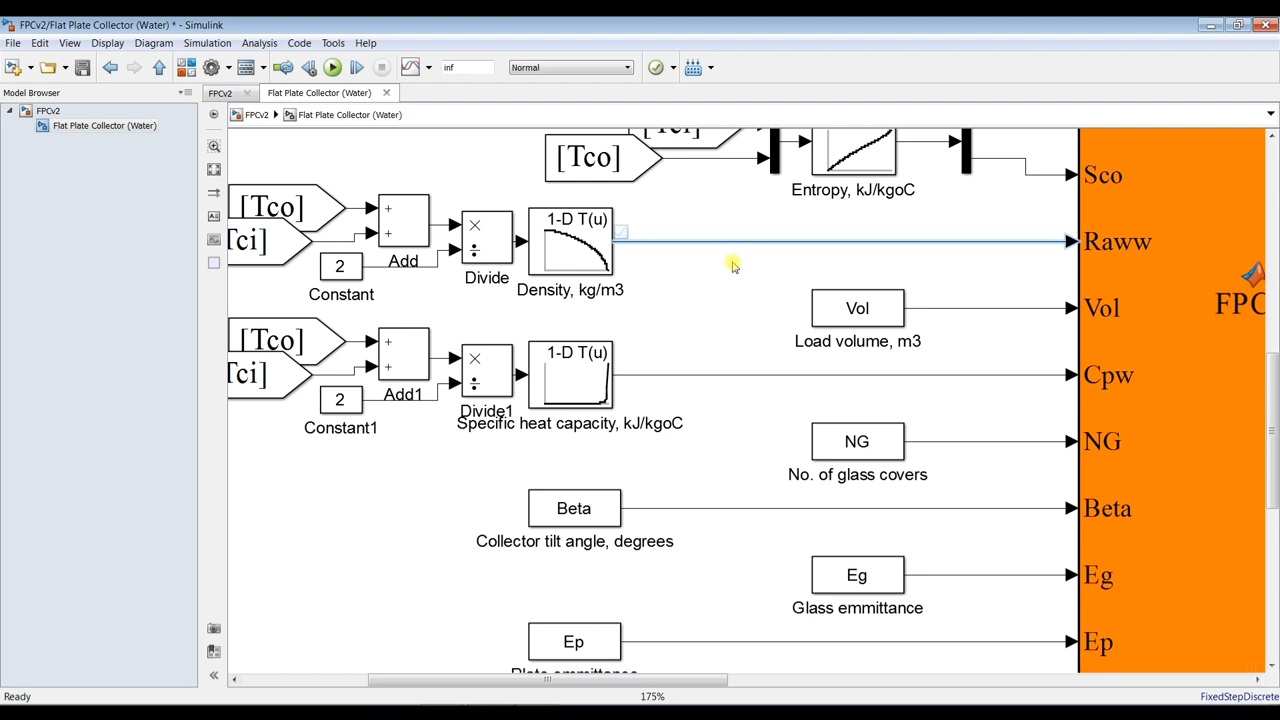 FPCv2/Flat Plate Collector (Water) * - Simulink
File Edit View Display Diagram Simulation Analysis Code Tools Help
inf Normal
Model Browser
FPCv2 Flat Plate Collector (Water)
FPCv2
Flat Plate Collector (Water)
FPCv2 Flat Plate Collector (Water)
[Tci]
[Tco]
Entropy, kJ/kgoC
Sco
[Tco]
Tci]
+
+
Add
2
Constant
×
÷
Divide
1-D T(u)
Density, kg/m3
Raww
FPC
Vol
Load volume, m3
Vol
[Tco]
Tci]
+
+
Add1
2
Constant1
×
÷
Divide1
1-D T(u)
Specific heat capacity, kJ/kgoC
Cpw
NG
No. of glass covers
NG
Beta
Collector tilt angle, degrees
Beta
Eg
Glass emmittance
Eg
Ep
Plate emmittance
Ep
Ready 175% FixedStepDiscrete